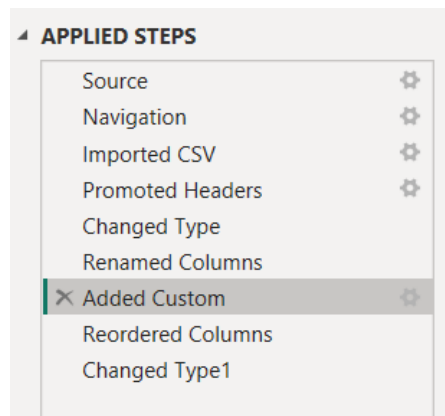 APPLIED STEPS
Source
Navigation
Imported CSV
Promoted Headers
Changed Type
Renamed Columns
Added Custom
Reordered Columns
Changed Type1